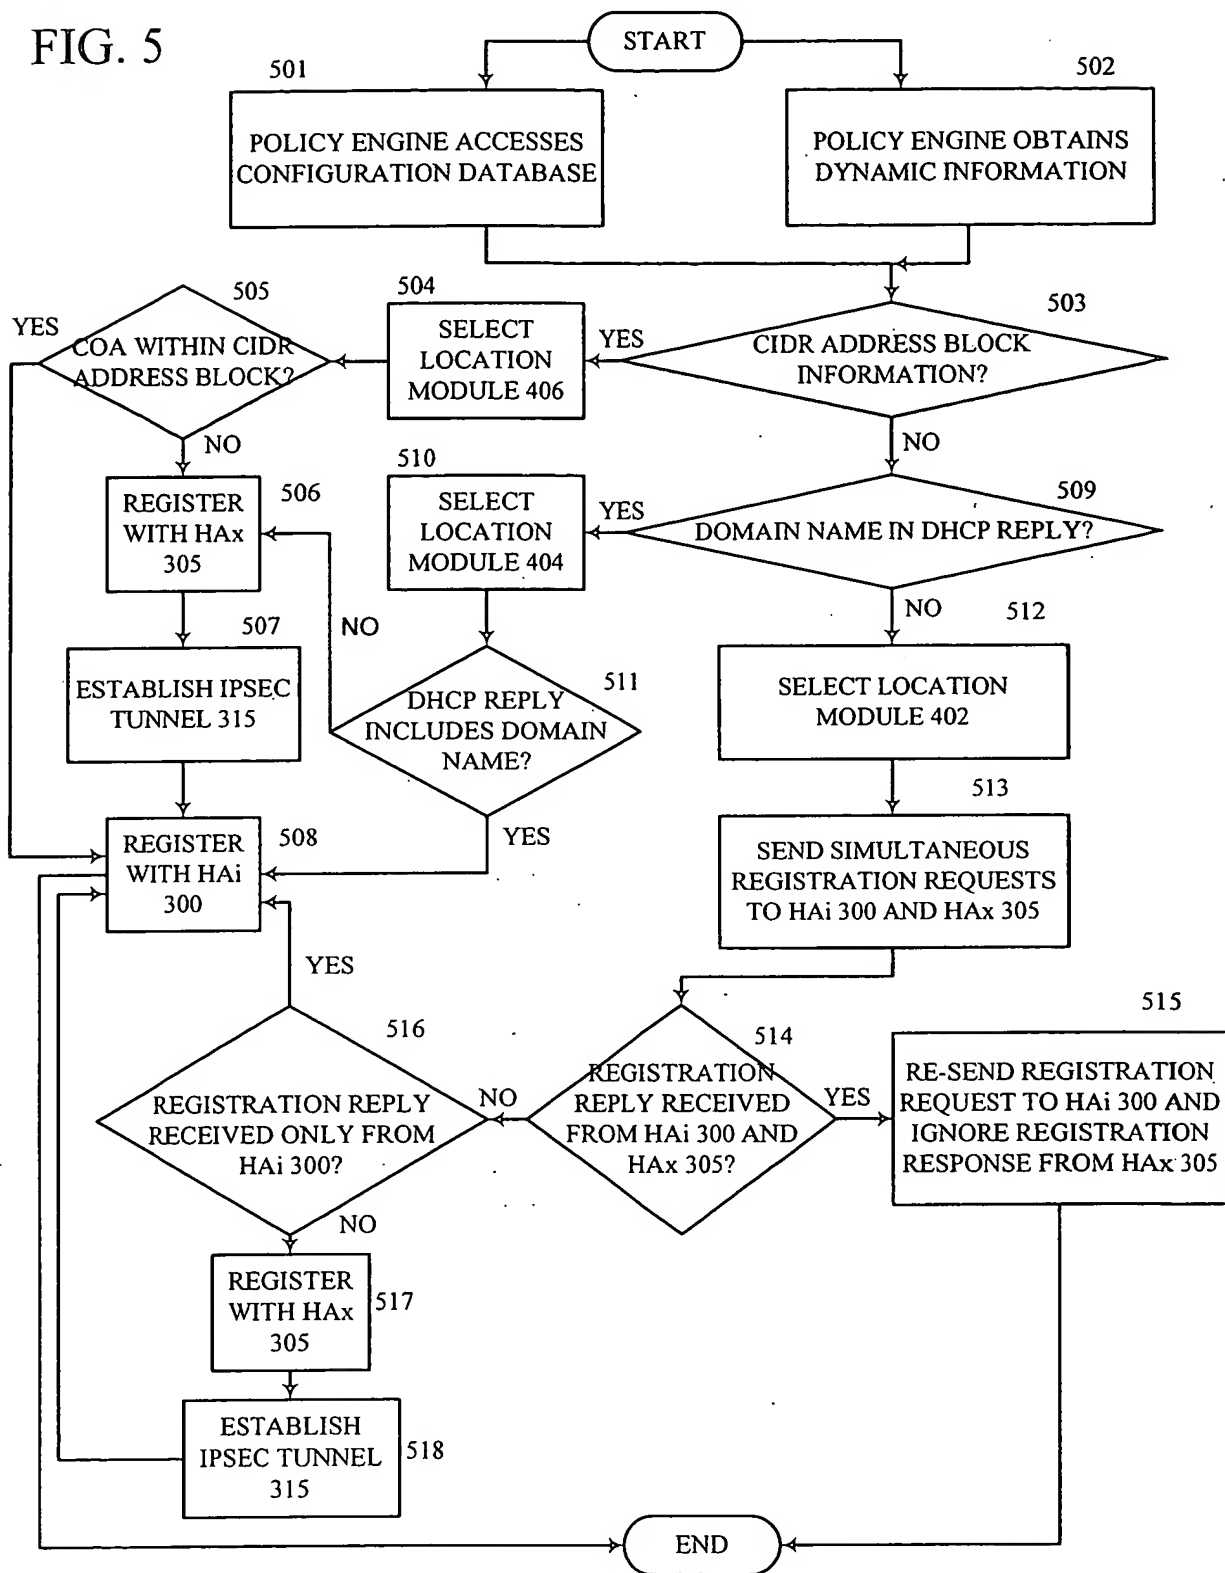 FIG. 5
START
501
POLICY ENGINE ACCESSES
CONFIGURATION DATABASE
502
POLICY ENGINE OBTAINS
DYNAMIC INFORMATION
503
CIDR ADDRESS BLOCK
INFORMATION?
YES
NO
504
SELECT
LOCATION
MODULE 406
505
COA WITHIN CIDR
ADDRESS BLOCK?
YES
NO
506
REGISTER
WITH HAx
305
507
ESTABLISH IPSEC
TUNNEL 315
508
REGISTER
WITH HAi
300
509
DOMAIN NAME IN DHCP REPLY?
YES
NO
510
SELECT
LOCATION
MODULE 404
511
DHCP REPLY
INCLUDES DOMAIN
NAME?
NO
YES
512
SELECT LOCATION
MODULE 402
513
SEND SIMULTANEOUS
REGISTRATION REQUESTS
TO HAi 300 AND HAx 305
514
REGISTRATION
REPLY RECEIVED
FROM HAi 300 AND
HAx 305?
YES
NO
515
RE-SEND REGISTRATION
REQUEST TO HAi 300 AND
IGNORE REGISTRATION
RESPONSE FROM HAx 305
516
REGISTRATION REPLY
RECEIVED ONLY FROM
HAi 300?
YES
NO
517
REGISTER
WITH HAx
305
518
ESTABLISH
IPSEC TUNNEL
315
END